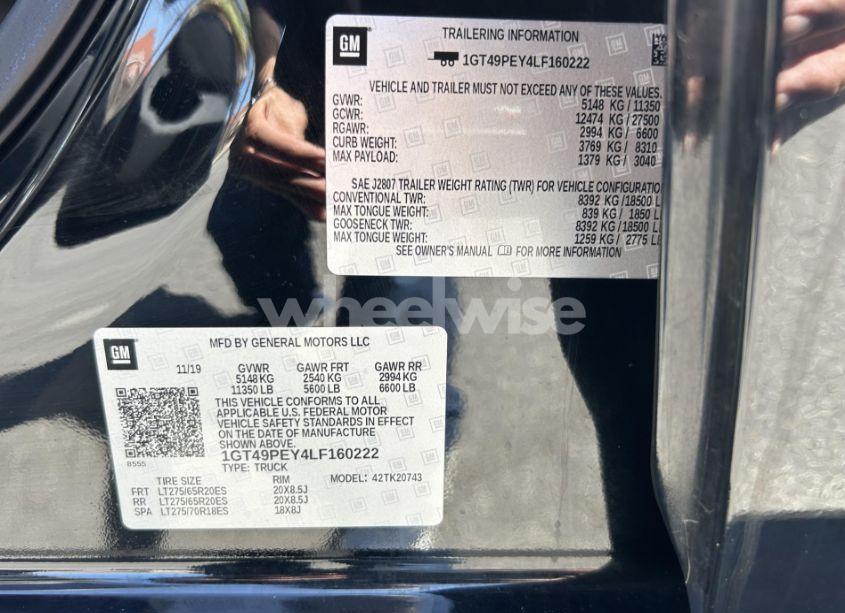 GM
TRAILERING INFORMATION
1GT49PEY4LF160222
VEHICLE AND TRAILER MUST NOT EXCEED ANY OF THESE VALUES.
GVWR: 5148 KG / 11350
GCWR: 12474 KG / 27500
RGAWR: 2994 KG / 6600
CURB WEIGHT: 3769 KG / 8310
MAX PAYLOAD: 1379 KG / 3040
SAE J2807 TRAILER WEIGHT RATING (TWR) FOR VEHICLE CONFIGURATIO
CONVENTIONAL TWR: 8392 KG /18500 L
MAX TONGUE WEIGHT: 839 KG / 1850 L
GOOSENECK TWR: 8392 KG /18500 L
MAX TONGUE WEIGHT: 1259 KG / 2775 LB
SEE OWNER'S MANUAL FOR MORE INFORMATION
wheelwise
GM
MFD BY GENERAL MOTORS LLC
11/19 GVWR GAWR FRT GAWR RR
5148 KG 2540 KG 2994 KG
11350 LB 5600 LB 6600 LB
THIS VEHICLE CONFORMS TO ALL
APPLICABLE U.S. FEDERAL MOTOR
VEHICLE SAFETY STANDARDS IN EFFECT
ON THE DATE OF MANUFACTURE
SHOWN ABOVE.
1GT49PEY4LF160222
B555
TYPE: TRUCK
MODEL: 42TK20743
TIRE SIZE RIM
FRT LT275/65R20ES 20X8.5J
RR LT275/65R20ES 20X8.5J
SPA LT275/70R18ES 18X8J